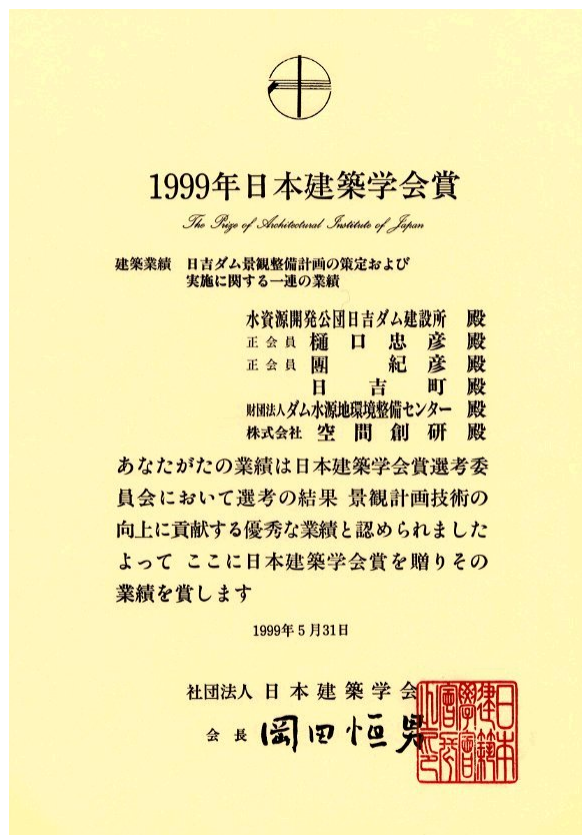 1999年日本建築学会賞
The Prize of Architectural Institute of Japan
建築業績 日吉ダム景観整備計画の策定および
実施に関する一連の業績
水資源開発公団日吉ダム建設所 殿
正会員 樋口忠彦 殿
正会員 團紀彦 殿
日吉町 殿
財団法人ダム水源地環境整備センター 殿
株式会社 空間創研 殿
あなたがたの業績は日本建築学会賞選考委
員会において選考の結果 景観計画技術の
向上に貢献する優秀な業績と認められました
よって ここに日本建築学会賞を贈りその
業績を賞します
1999年5月31日
社団法人 日本建築学会
会長 岡田恒男